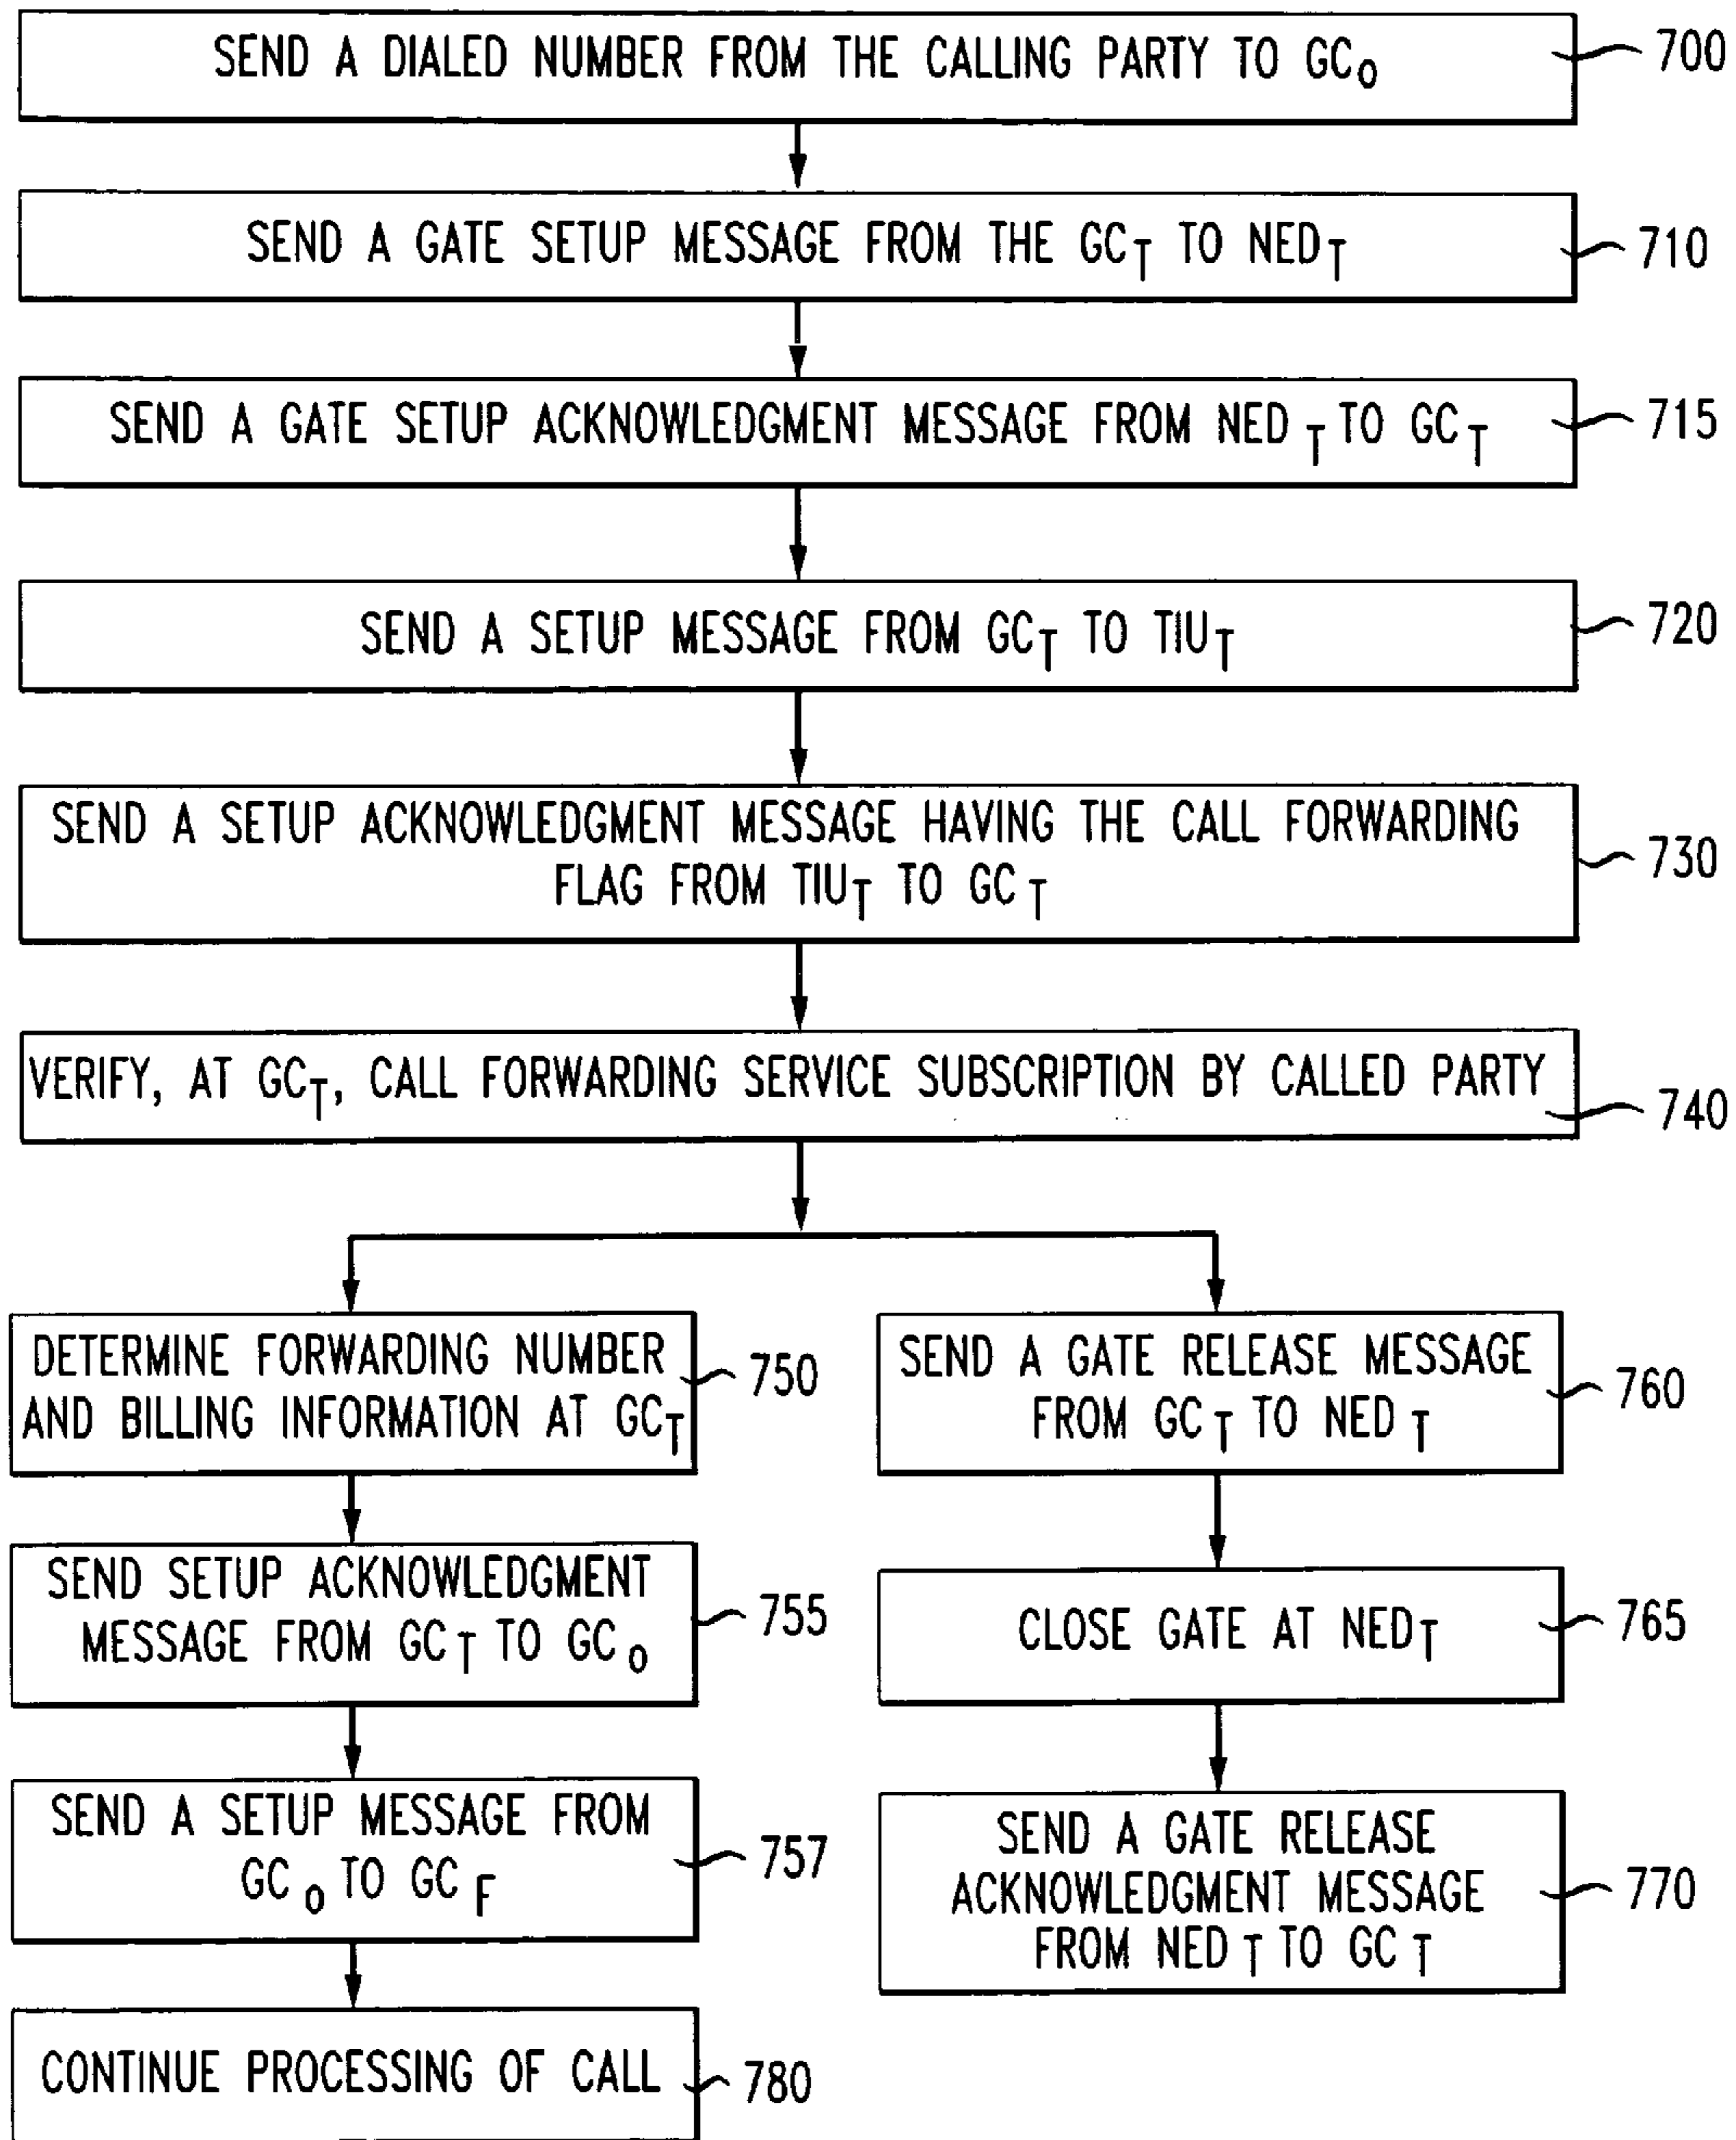 SEND A DIALED NUMBER FROM THE CALLING PARTY TO GCO
700
SEND A GATE SETUP MESSAGE FROM THE GCT TO NEDT
710
SEND A GATE SETUP ACKNOWLEDGMENT MESSAGE FROM NED T TO GC T
715
SEND A SETUP MESSAGE FROM GCT TO TIUT
720
SEND A SETUP ACKNOWLEDGMENT MESSAGE HAVING THE CALL FORWARDING
FLAG FROM TIUT TO GC T
730
VERIFY, AT GCT, CALL FORWARDING SERVICE SUBSCRIPTION BY CALLED PARTY
740
DETERMINE FORWARDING NUMBER
AND BILLING INFORMATION AT GCT
750
SEND SETUP ACKNOWLEDGMENT
MESSAGE FROM GC T TO GC O
755
SEND A SETUP MESSAGE FROM
GC O TO GC F
757
CONTINUE PROCESSING OF CALL
780
SEND A GATE RELEASE MESSAGE
FROM GC T TO NED T
760
CLOSE GATE AT NEDT
765
SEND A GATE RELEASE
ACKNOWLEDGMENT MESSAGE
FROM NED T TO GC T
770